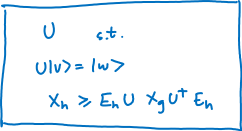 U s.t.
U|v> = |w>
X_h ≥ E_h U X_g U† E_h